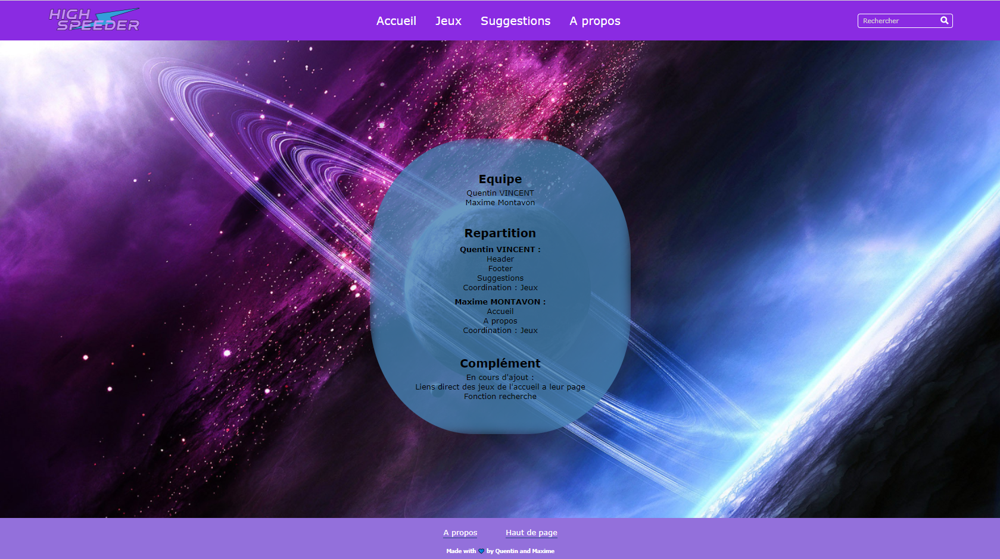 HIGH
SPEEDER
Accueil
Jeux
Suggestions
A propos
Rechercher
Equipe
Quentin VINCENT
Maxime Montavon
Repartition
Quentin VINCENT :
Header
Footer
Suggestions
Coordination : Jeux
Maxime MONTAVON :
Accueil
A propos
Coordination : Jeux
Complément
En cours d'ajout :
Liens direct des jeux de l'accueil a leur page
Fonction recherche
A propos
Haut de page
Made with 💙 by Quentin and Maxime